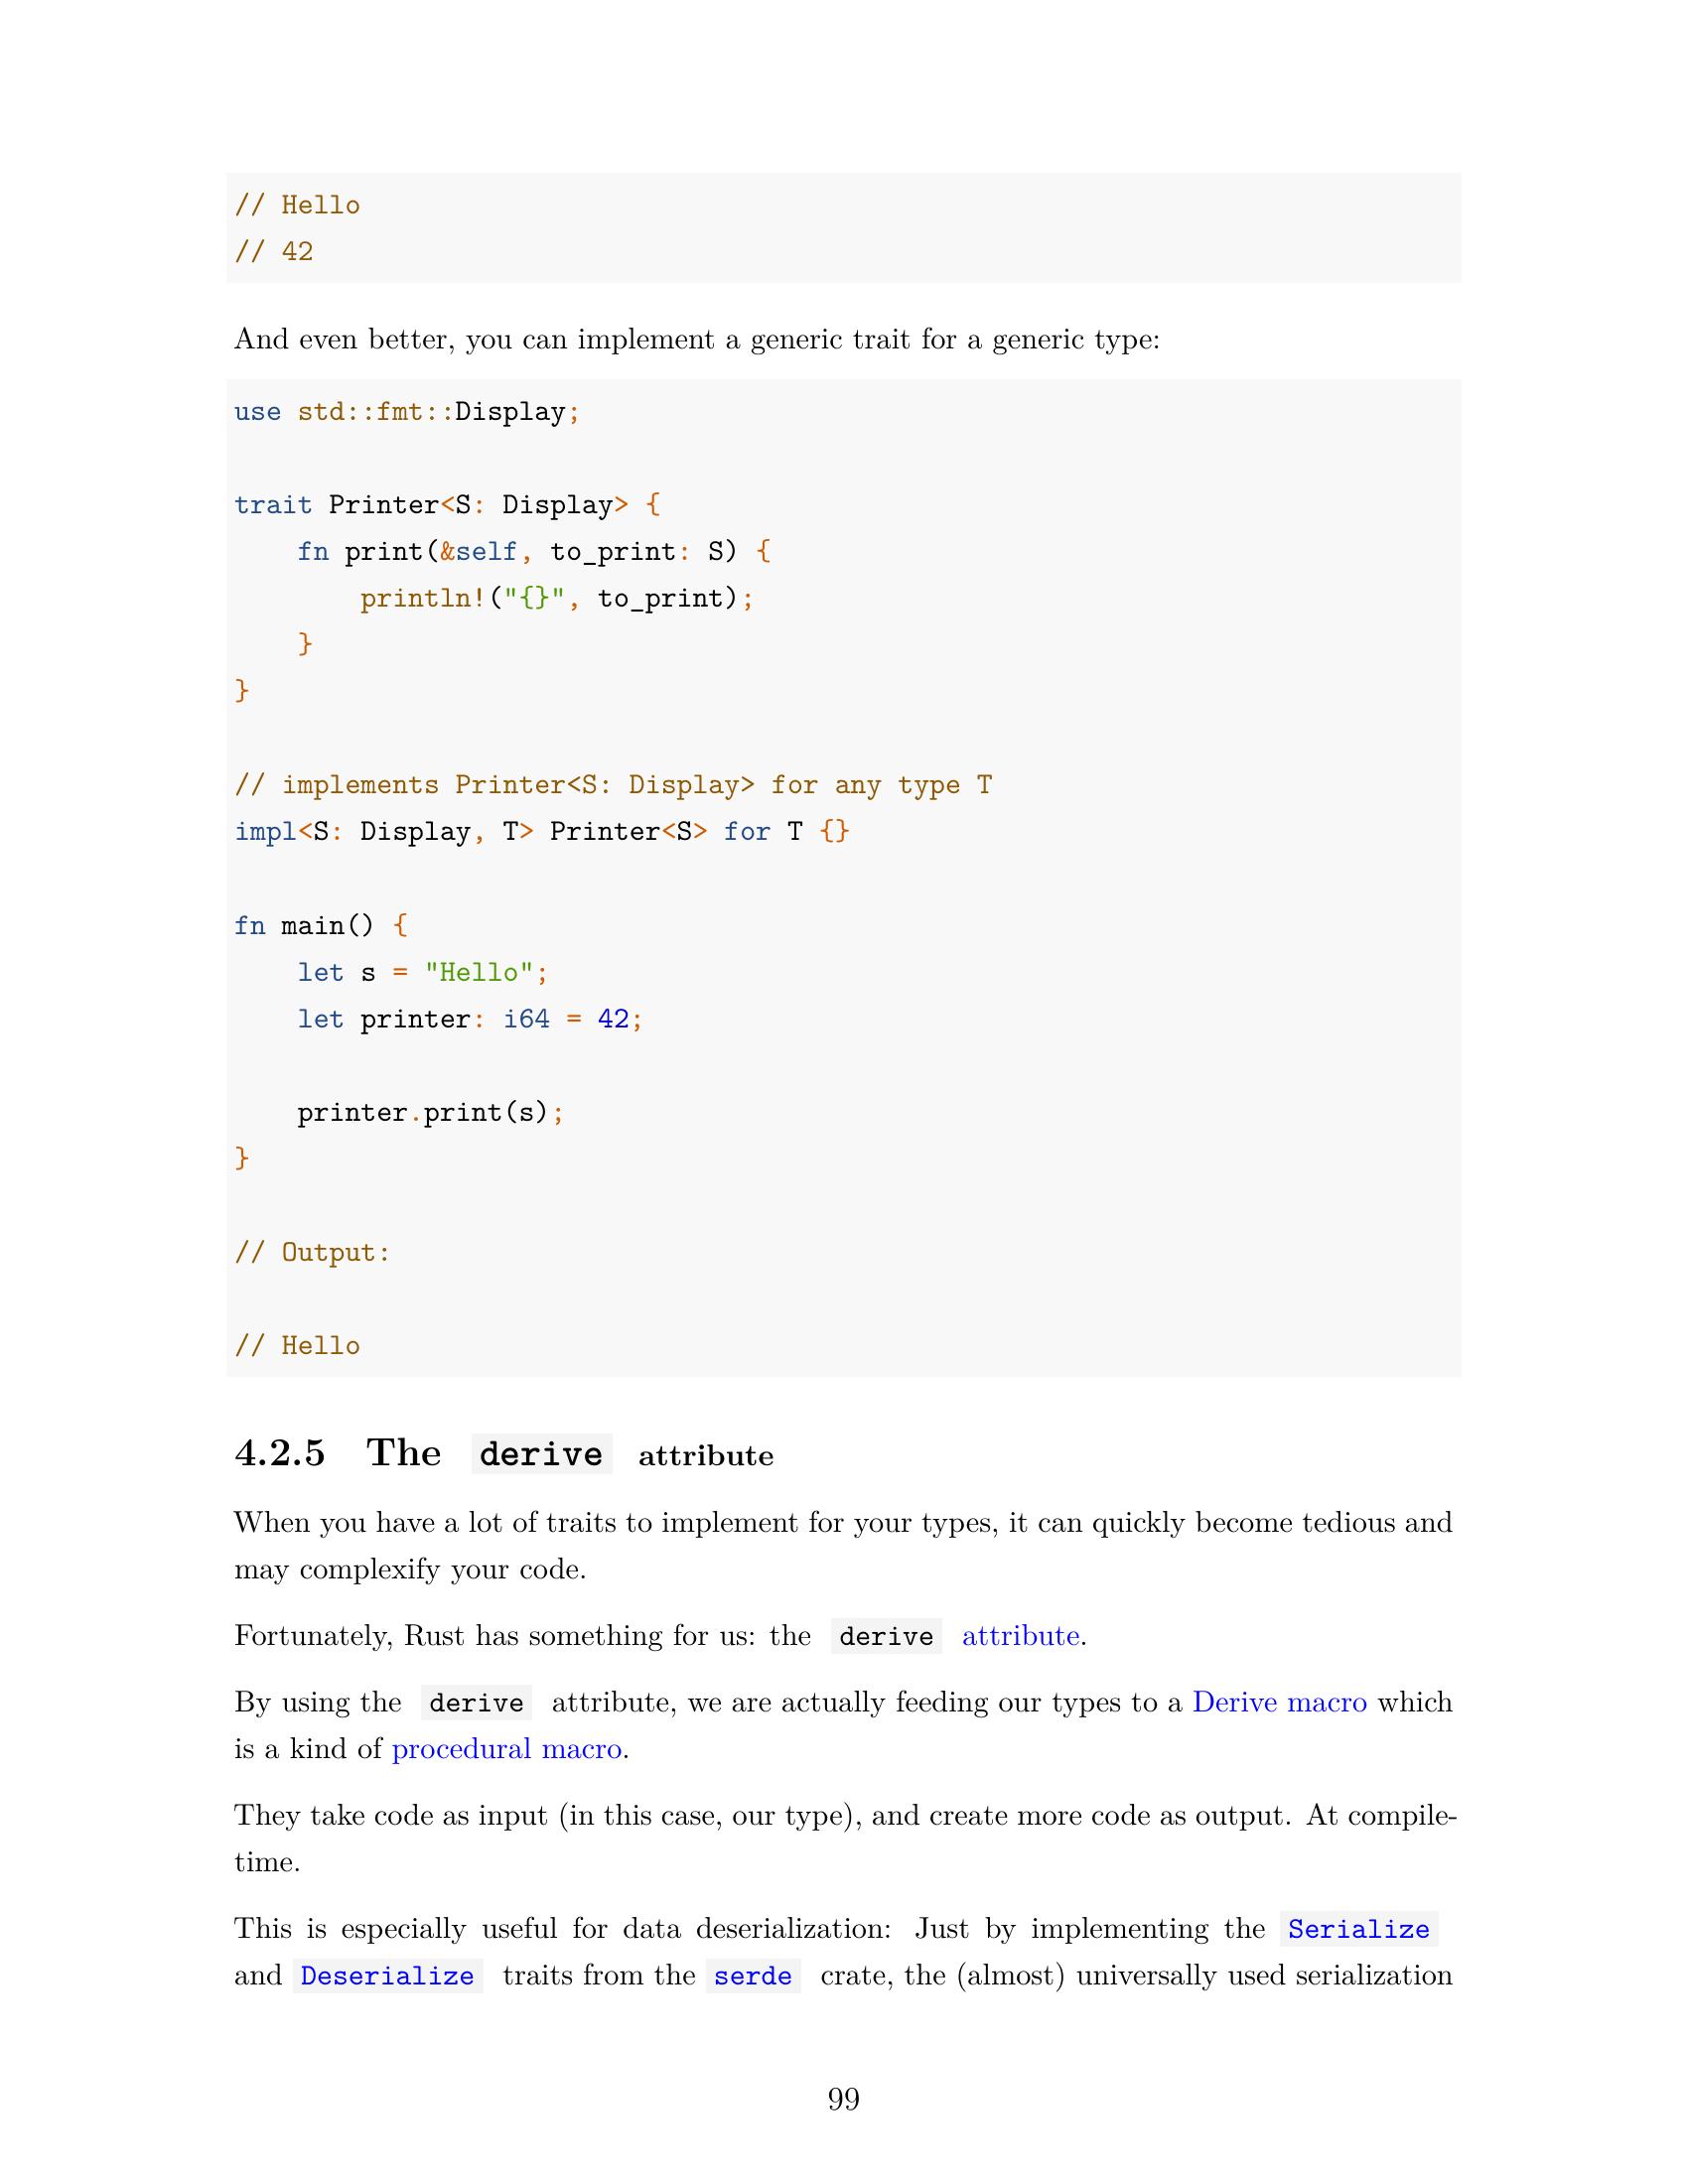 // Hello
// 42
And even better, you can implement a generic trait for a generic type:
use std::fmt::Display;
trait Printer<S: Display> {
    fn print(&self, to_print: S) {
        println!("{}", to_print);
    }
}
// implements Printer<S: Display> for any type T
impl<S: Display, T> Printer<S> for T {}
fn main() {
    let s = "Hello";
    let printer: i64 = 42;
    printer.print(s);
}
// Output:
// Hello
4.2.5 The derive attribute
When you have a lot of traits to implement for your types, it can quickly become tedious and
may complexify your code.
Fortunately, Rust has something for us: the derive attribute.
By using the derive attribute, we are actually feeding our types to a Derive macro which
is a kind of procedural macro.
They take code as input (in this case, our type), and create more code as output. At compile-
time.
This is especially useful for data deserialization: Just by implementing the Serialize
and Deserialize traits from the serde crate, the (almost) universally used serialization
99